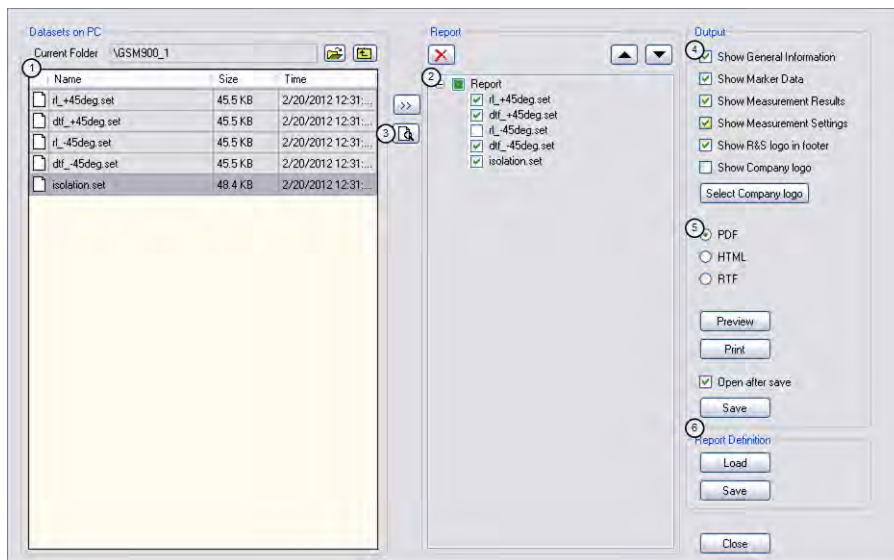 Datasets on PC
Current Folder \GSM900_1
1
Name Size Time
rl_+45deg.set 45.5 KB 2/20/2012 12:31:...
dtf_+45deg.set 45.5 KB 2/20/2012 12:31:...
rl_-45deg.set 45.5 KB 2/20/2012 12:31:...
dtf_-45deg.set 45.5 KB 2/20/2012 12:31:...
isolation.set 48.4 KB 2/20/2012 12:31:...
>>
3
Report
2
Report
rl_+45deg.set
dtf_+45deg.set
rl_-45deg.set
dtf_-45deg.set
isolation.set
Output
4
Show General Information
Show Marker Data
Show Measurement Results
Show Measurement Settings
Show R&S logo in footer
Show Company logo
Select Company logo
5
PDF
HTML
RTF
Preview
Print
Open after save
Save
6
Report Definition
Load
Save
Close